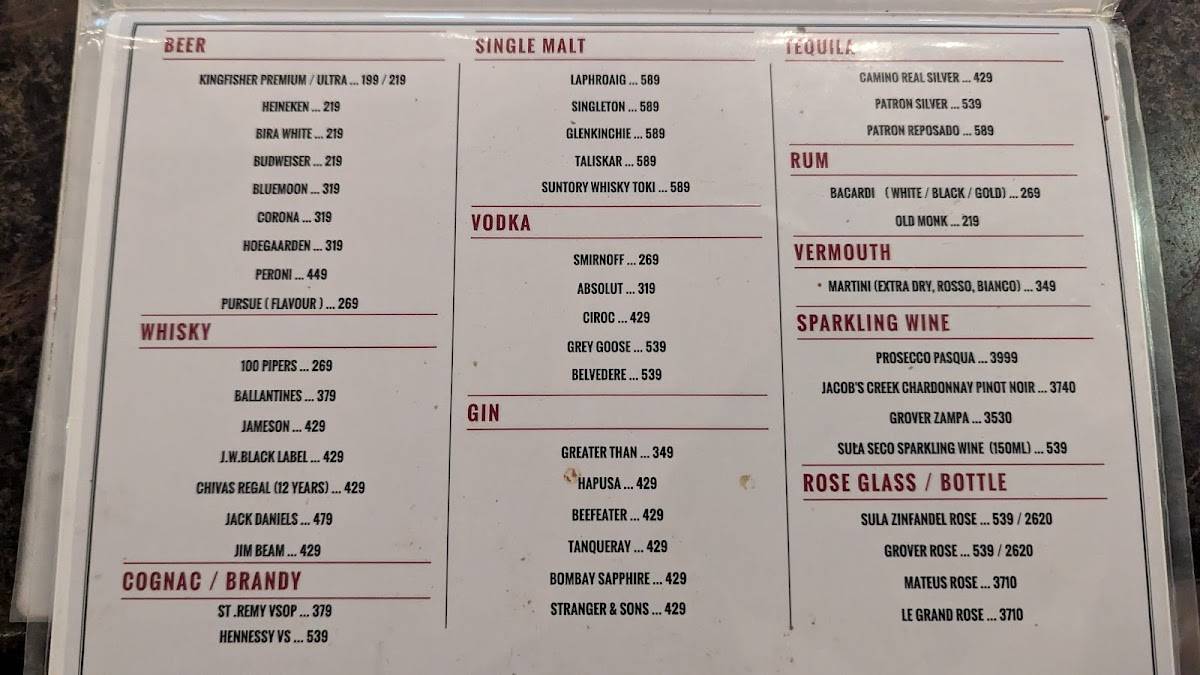 BEER
KINGFISHER PREMIUM / ULTRA ... 199 / 219
HEINEKEN ... 219
BIRA WHITE ... 219
BUDWEISER ... 219
BLUEMOON ... 319
CORONA ... 319
HOEGAARDEN ... 319
PERONI ... 449
PURSUE ( FLAVOUR ) ... 269
WHISKY
100 PIPERS ... 269
BALLANTINES ... 379
JAMESON ... 429
J.W.BLACK LABEL ... 429
CHIVAS REGAL (12 YEARS) ... 429
JACK DANIELS ... 479
JIM BEAM ... 429
COGNAC / BRANDY
ST .REMY VSOP ... 379
HENNESSY VS ... 539
SINGLE MALT
LAPHROAIG ... 589
SINGLETON ... 589
GLENKINCHIE ... 589
TALISKAR ... 589
SUNTORY WHISKY TOKI ... 589
VODKA
SMIRNOFF ... 269
ABSOLUT ... 319
CIROC ... 429
GREY GOOSE ... 539
BELVEDERE ... 539
GIN
GREATER THAN ... 349
HAPUSA ... 429
BEEFEATER ... 429
TANQUERAY ... 429
BOMBAY SAPPHIRE ... 429
STRANGER & SONS ... 429
TEQUILA
CAMINO REAL SILVER ... 429
PATRON SILVER ... 539
PATRON REPOSADO ... 589
RUM
BACARDI ( WHITE / BLACK / GOLD) ... 269
OLD MONK ... 219
VERMOUTH
MARTINI (EXTRA DRY, ROSSO, BIANCO) ... 349
SPARKLING WINE
PROSECCO PASQUA ... 3999
JACOB'S CREEK CHARDONNAY PINOT NOIR ... 3740
GROVER ZAMPA ... 3530
SULA SECO SPARKLING WINE (150ML) ... 539
ROSE GLASS / BOTTLE
SULA ZINFANDEL ROSE ... 539 / 2620
GROVER ROSE ... 539 / 2620
MATEUS ROSE ... 3710
LE GRAND ROSE ... 3710